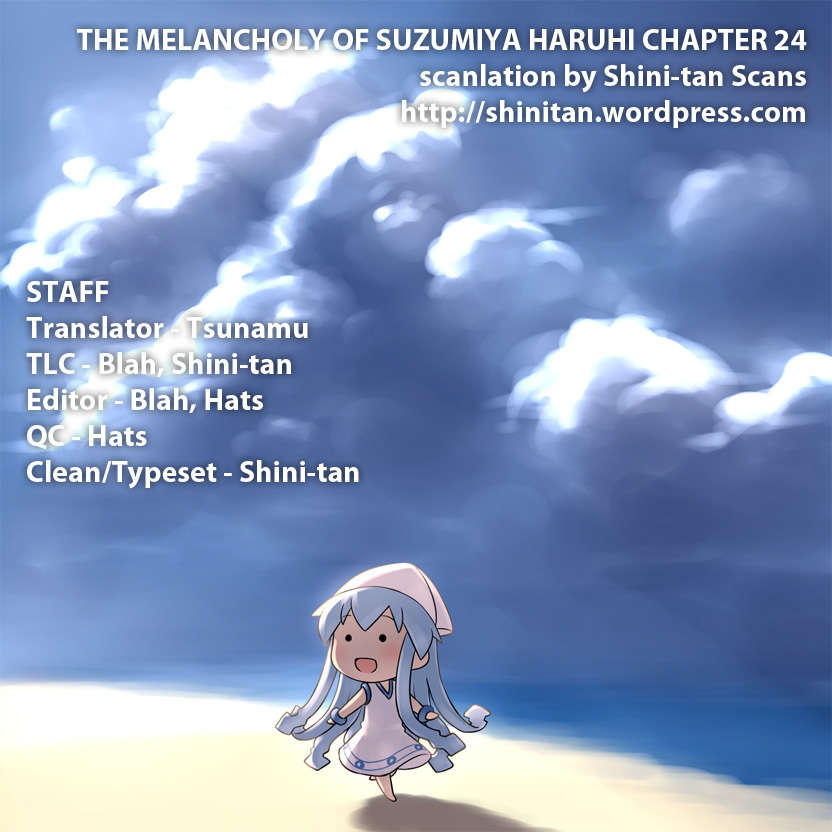 THE MELANCHOLY OF SUZUMIYA HARUHI CHAPTER 24
scanlation by Shini-tan Scans
http://shinitan.wordpress.com
STAFF
Translator - Tsunamu
TLC - Blah, Shini-tan
Editor - Blah, Hats
QC - Hats
Clean/Typeset - Shini-tan